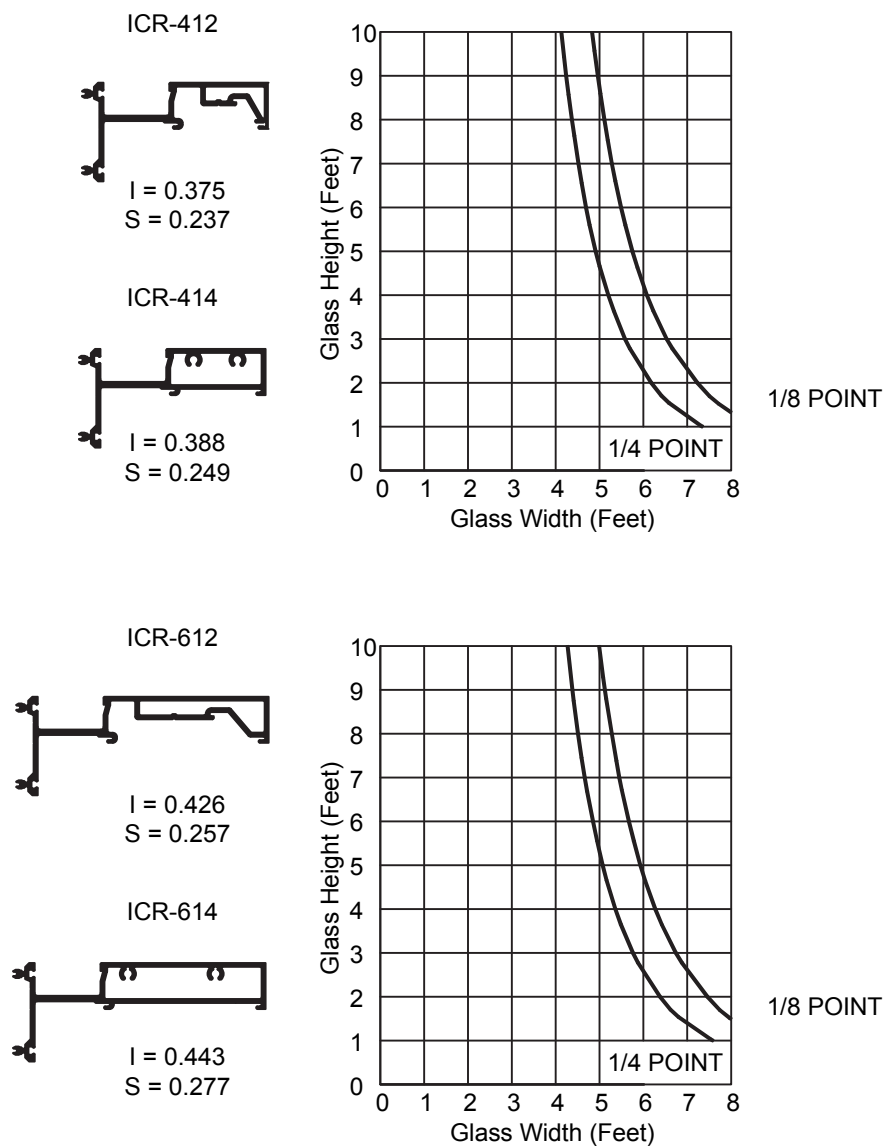 ICR-412
I = 0.375
S = 0.237
ICR-414
I = 0.388
S = 0.249
Glass Height (Feet)
10
9
8
7
6
5
4
3
2
1
0
0 1 2 3 4 5 6 7 8
Glass Width (Feet)
1/4 POINT
1/8 POINT
ICR-612
I = 0.426
S = 0.257
ICR-614
I = 0.443
S = 0.277
Glass Height (Feet)
10
9
8
7
6
5
4
3
2
1
0
0 1 2 3 4 5 6 7 8
Glass Width (Feet)
1/4 POINT
1/8 POINT